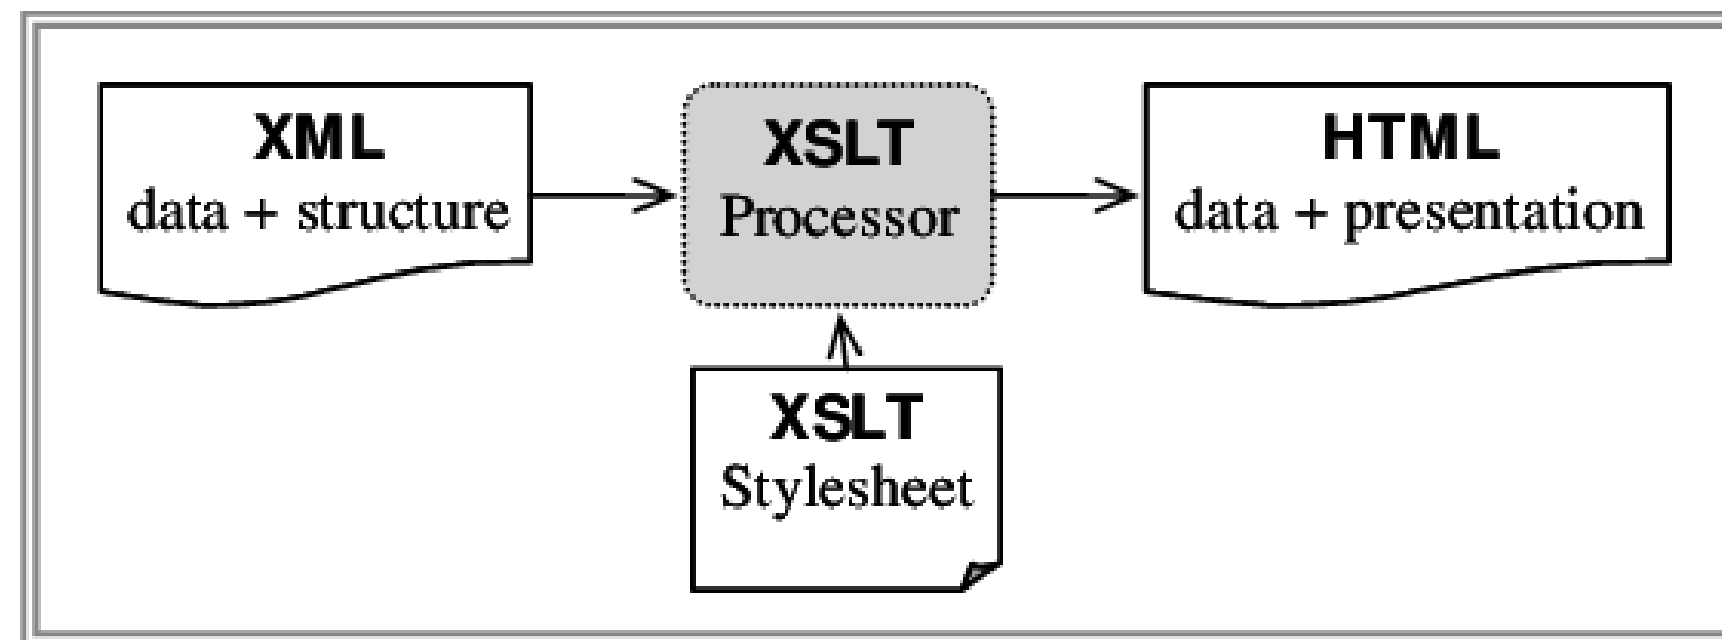 XML
data + structure
XSLT
Processor
HTML
data + presentation
XSLT
Stylesheet